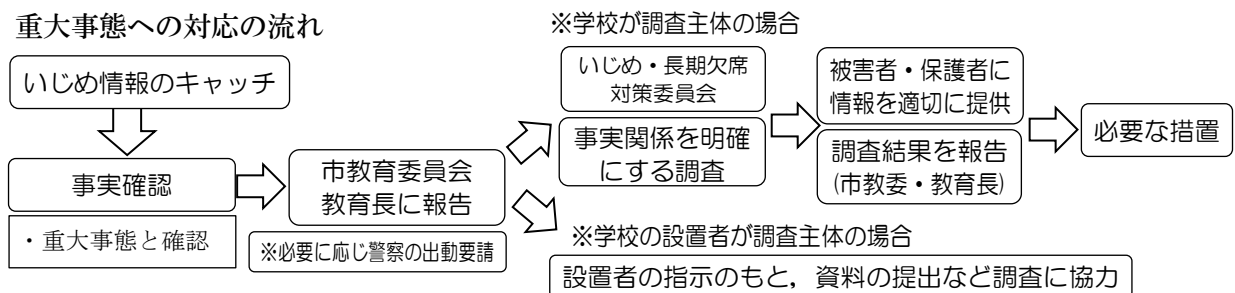 重大事態への対応の流れ
いじめ情報のキャッチ
事実確認
・重大事態と確認
市教育委員会
教育長に報告
※必要に応じ警察の出動要請
※学校が調査主体の場合
いじめ・長期欠席
対策委員会
事実関係を明確
にする調査
被害者・保護者に
情報を適切に提供
調査結果を報告
(市教委・教育長)
必要な措置
※学校の設置者が調査主体の場合
設置者の指示のもと，資料の提出など調査に協力